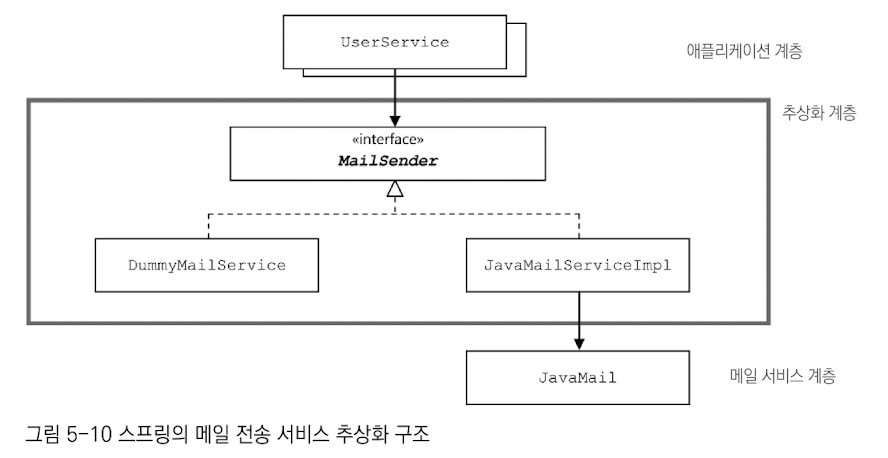 UserService
애플리케이션 계층
추상화 계층
«interface»
MailSender
DummyMailService
JavaMailServiceImpl
JavaMail
메일 서비스 계층
그림 5-10 스프링의 메일 전송 서비스 추상화 구조